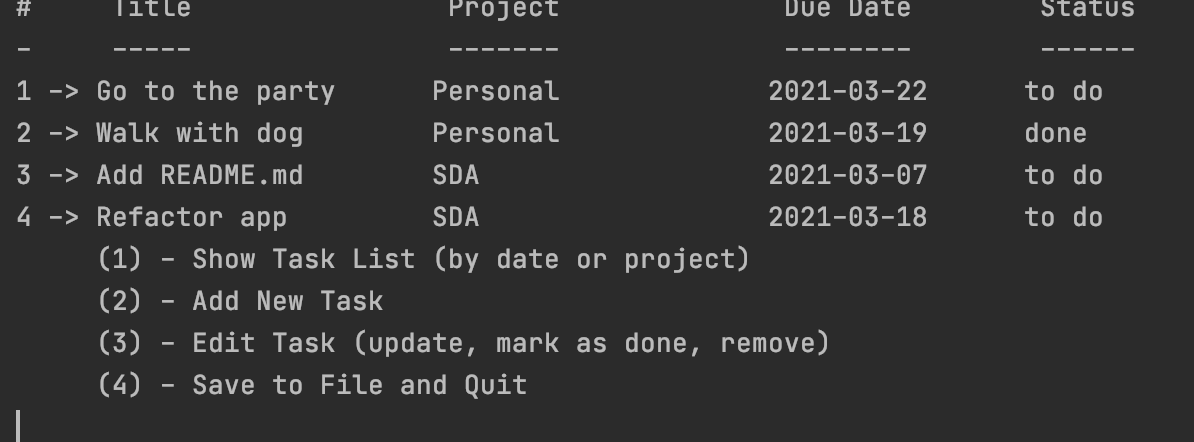 #     Title                Project              Due Date        Status
-     -----                -------              --------        ------
1 -> Go to the party      Personal             2021-03-22      to do
2 -> Walk with dog        Personal             2021-03-19      done
3 -> Add README.md        SDA                  2021-03-07      to do
4 -> Refactor app         SDA                  2021-03-18      to do
(1) - Show Task List (by date or project)
(2) - Add New Task
(3) - Edit Task (update, mark as done, remove)
(4) - Save to File and Quit